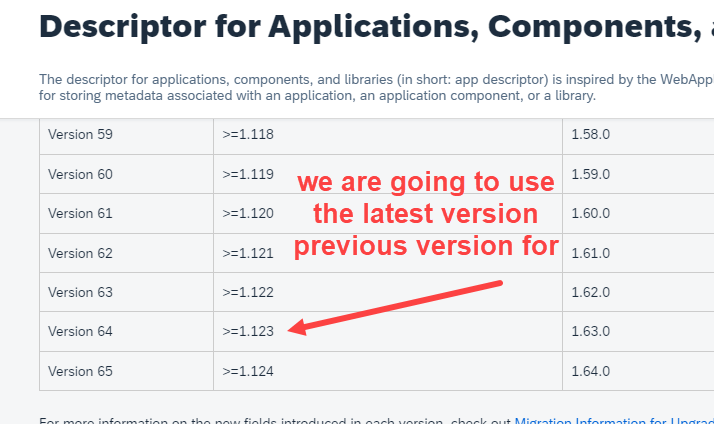 Descriptor for Applications, Components,
The descriptor for applications, components, and libraries (in short: app descriptor) is inspired by the WebApp
for storing metadata associated with an application, an application component, or a library.
Version 59 >=1.118 1.58.0
Version 60 >=1.119 1.59.0
Version 61 >=1.120 1.60.0
Version 62 >=1.121 1.61.0
Version 63 >=1.122 1.62.0
Version 64 >=1.123 1.63.0
Version 65 >=1.124 1.64.0
we are going to use
the latest version
previous version for
For more information on the new fields introduced in each version, check out Migration Information for Upgrad